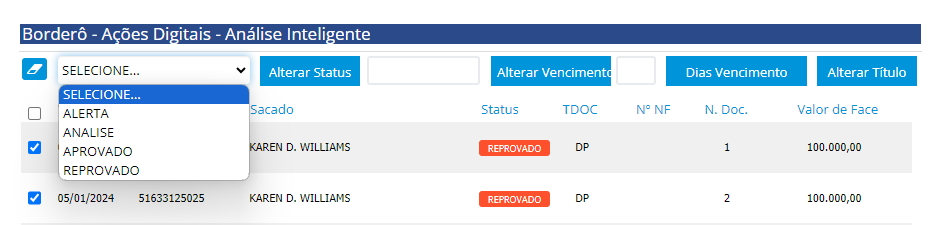 Borderô - Ações Digitais - Análise Inteligente
SELECIONE... Alterar Status Alterar Vencimento Dias Vencimento Alterar Título
SELECIONE...
ALERTA
ANALISE
APROVADO
REPROVADO
Sacado Status TDOC Nº NF N. Doc. Valor de Face
KAREN D. WILLIAMS REPROVADO DP 1 100.000,00
05/01/2024 51633125025 KAREN D. WILLIAMS REPROVADO DP 2 100.000,00